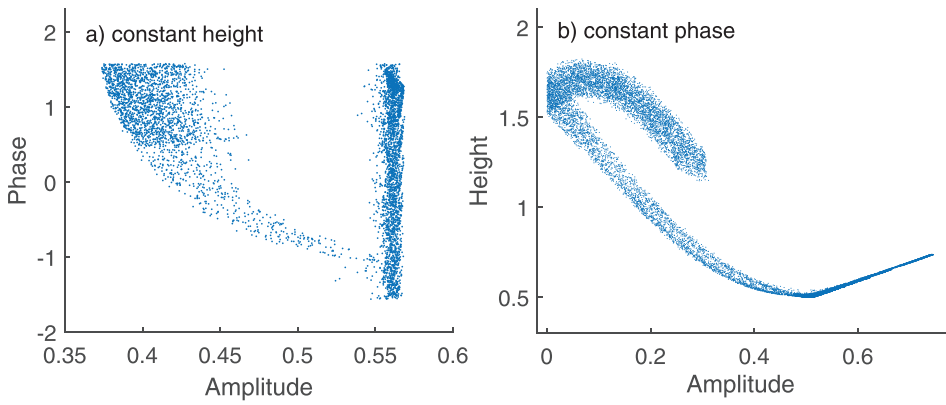 a) constant height
2
1
0
-1
-2
Phase
0.35 0.4 0.45 0.5 0.55 0.6
Amplitude
b) constant phase
2
1.5
1
0.5
Height
0 0.2 0.4 0.6
Amplitude